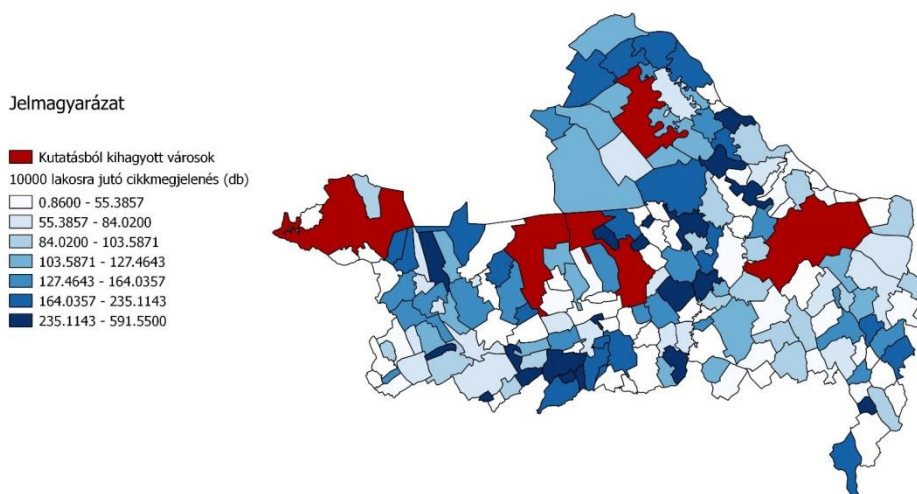 Jelmagyarázat
Kutatásból kihagyott városok
10000 lakosra jutó cikkmegjelenés (db)
0.8600 - 55.3857
55.3857 - 84.0200
84.0200 - 103.5871
103.5871 - 127.4643
127.4643 - 164.0357
164.0357 - 235.1143
235.1143 - 591.5500